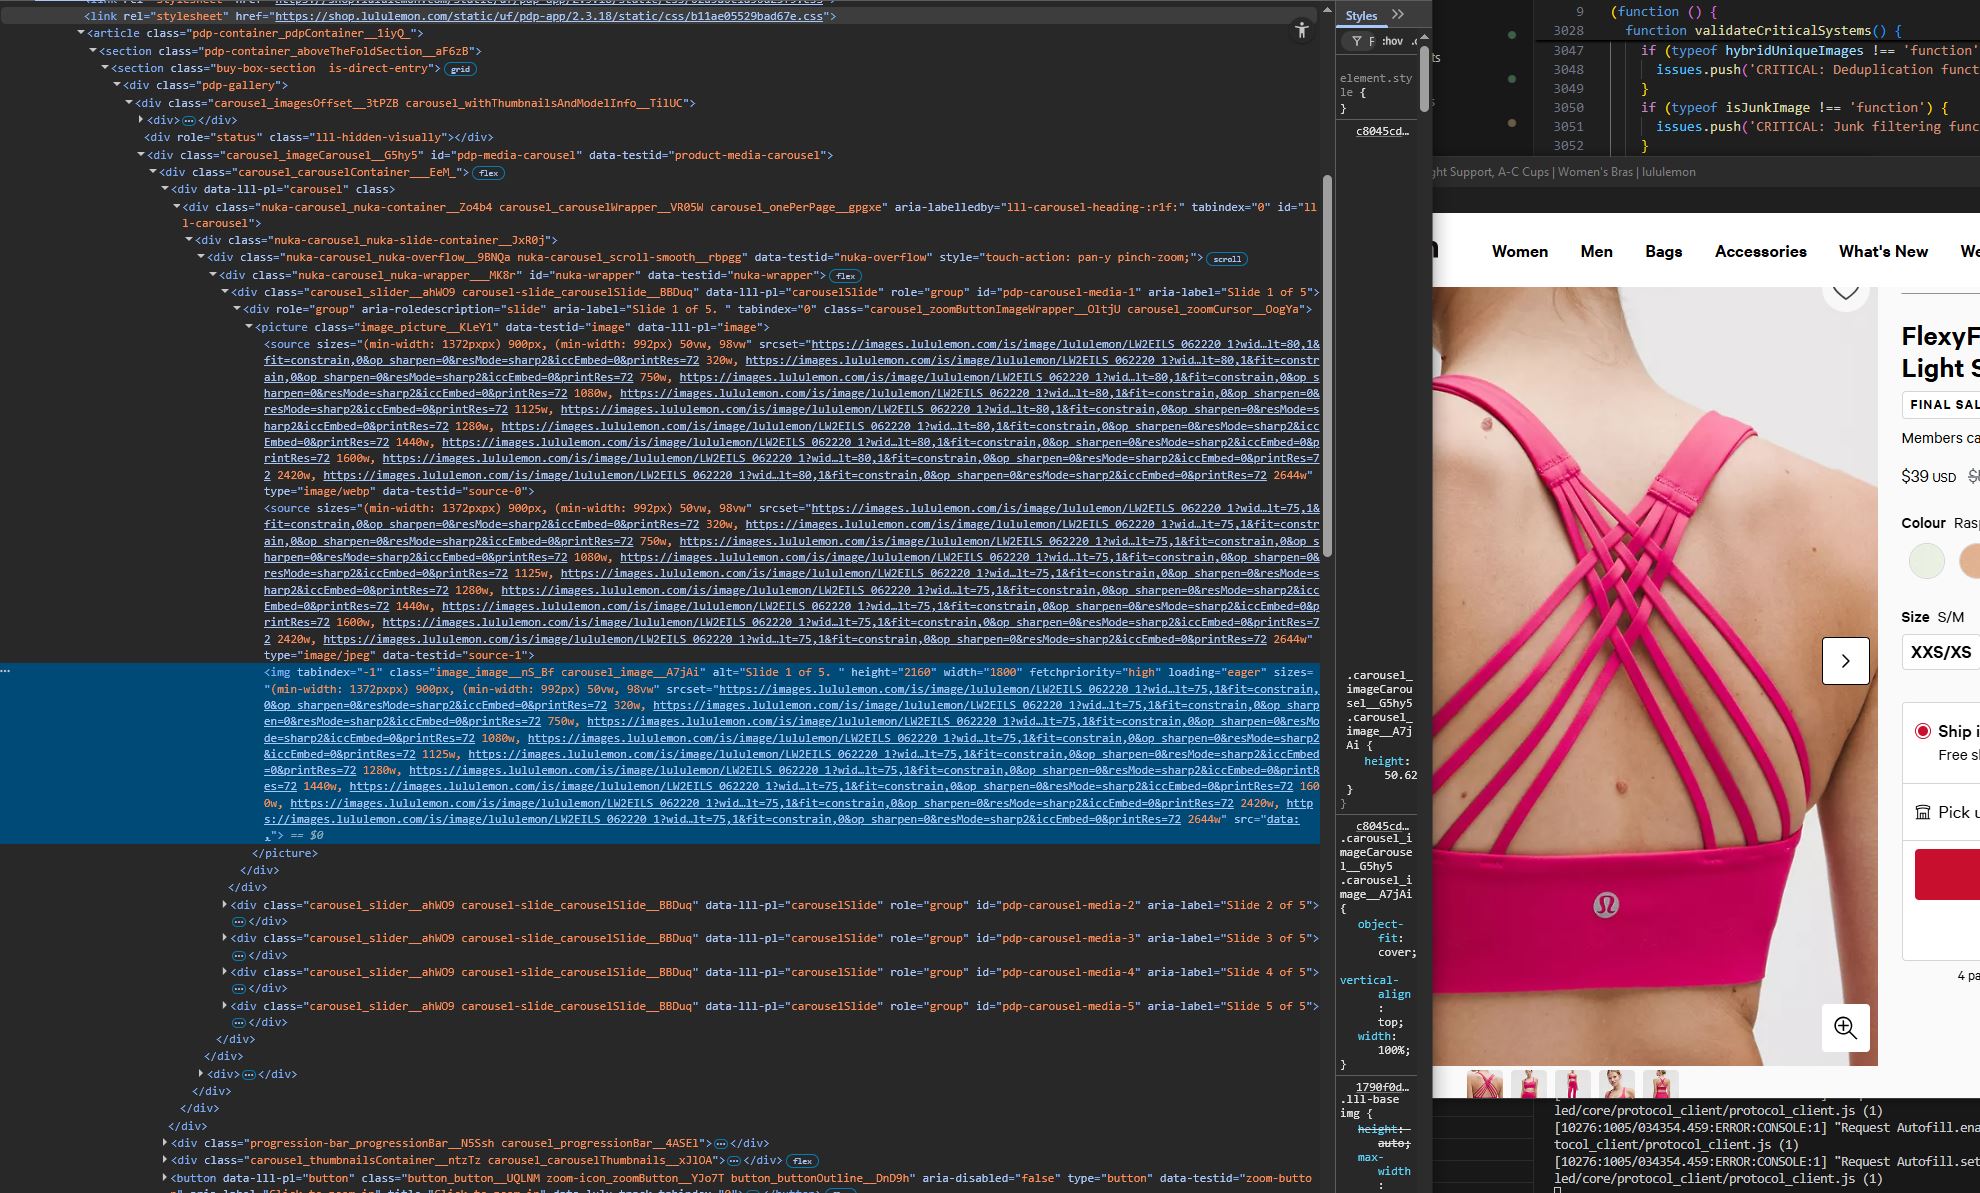 <link rel="stylesheet" href="https://shop.lululemon.com/static/uf/pdp-app/2.3.18/static/css/b11ae05529bad67e.css">
<article class="pdp-container_pdpContainer__1iyQ_">
<section class="pdp-container_aboveTheFoldSection__aF6zB">
<section class="buy-box-section  is-direct-entry"> grid
<div class="pdp-gallery">
<div class="carousel_imagesOffset__3tPZB carousel_withThumbnailsAndModelInfo__TilUC">
<div>…</div>
<div role="status" class="lll-hidden-visually"></div>
<div class="carousel_imageCarousel__G5hy5" id="pdp-media-carousel" data-testid="product-media-carousel">
<div class="carousel_carouselContainer___EeM_"> flex
<div data-lll-pl="carousel" class>
<div class="nuka-carousel_nuka-container__Zo4b4 carousel_carouselWrapper__VR05W carousel_onePerPage__gpgxe" aria-labelledby="lll-carousel-heading-:r1f:" tabindex="0" id="ll
l-carousel">
<div class="nuka-carousel_nuka-slide-container__JxR0j">
<div class="nuka-carousel_nuka-overflow__9BNQa nuka-carousel_scroll-smooth__rbpgg" data-testid="nuka-overflow" style="touch-action: pan-y pinch-zoom;"> scroll
<div class="nuka-carousel_nuka-wrapper___MK8r" id="nuka-wrapper" data-testid="nuka-wrapper"> flex
<div class="carousel_slider__ahWO9 carousel-slide_carouselSlide__BBDuq" data-lll-pl="carouselSlide" role="group" id="pdp-carousel-media-1" aria-label="Slide 1 of 5">
<div role="group" aria-roledescription="slide" aria-label="Slide 1 of 5. " tabindex="0" class="carousel_zoomButtonImageWrapper__OltjU carousel_zoomCursor__OogYa">
<picture class="image_picture__KLeY1" data-testid="image" data-lll-pl="image">
<source sizes="(min-width: 1372pxpx) 900px, (min-width: 992px) 50vw, 98vw" srcset="https://images.lululemon.com/is/image/lululemon/LW2EILS_062220_1?wid…lt=80,1&
fit=constrain,0&op_sharpen=0&resMode=sharp2&iccEmbed=0&printRes=72 320w, https://images.lululemon.com/is/image/lululemon/LW2EILS_062220_1?wid…lt=80,1&fit=constr
ain,0&op_sharpen=0&resMode=sharp2&iccEmbed=0&printRes=72 750w, https://images.lululemon.com/is/image/lululemon/LW2EILS_062220_1?wid…lt=80,1&fit=constrain,0&op_s
harpen=0&resMode=sharp2&iccEmbed=0&printRes=72 1080w, https://images.lululemon.com/is/image/lululemon/LW2EILS_062220_1?wid…lt=80,1&fit=constrain,0&op_sharpen=0&
resMode=sharp2&iccEmbed=0&printRes=72 1125w, https://images.lululemon.com/is/image/lululemon/LW2EILS_062220_1?wid…lt=80,1&fit=constrain,0&op_sharpen=0&resMode=s
harp2&iccEmbed=0&printRes=72 1280w, https://images.lululemon.com/is/image/lululemon/LW2EILS_062220_1?wid…lt=80,1&fit=constrain,0&op_sharpen=0&resMode=sharp2&icc
Embed=0&printRes=72 1440w, https://images.lululemon.com/is/image/lululemon/LW2EILS_062220_1?wid…lt=80,1&fit=constrain,0&op_sharpen=0&resMode=sharp2&iccEmbed=0&p
rintRes=72 1600w, https://images.lululemon.com/is/image/lululemon/LW2EILS_062220_1?wid…lt=80,1&fit=constrain,0&op_sharpen=0&resMode=sharp2&iccEmbed=0&printRes=7
2 2420w, https://images.lululemon.com/is/image/lululemon/LW2EILS_062220_1?wid…lt=80,1&fit=constrain,0&op_sharpen=0&resMode=sharp2&iccEmbed=0&printRes=72 2644w"
type="image/webp" data-testid="source-0">
<source sizes="(min-width: 1372pxpx) 900px, (min-width: 992px) 50vw, 98vw" srcset="https://images.lululemon.com/is/image/lululemon/LW2EILS_062220_1?wid…lt=75,1&
fit=constrain,0&op_sharpen=0&resMode=sharp2&iccEmbed=0&printRes=72 320w, https://images.lululemon.com/is/image/lululemon/LW2EILS_062220_1?wid…lt=75,1&fit=constr
ain,0&op_sharpen=0&resMode=sharp2&iccEmbed=0&printRes=72 750w, https://images.lululemon.com/is/image/lululemon/LW2EILS_062220_1?wid…lt=75,1&fit=constrain,0&op_s
harpen=0&resMode=sharp2&iccEmbed=0&printRes=72 1080w, https://images.lululemon.com/is/image/lululemon/LW2EILS_062220_1?wid…lt=75,1&fit=constrain,0&op_sharpen=0&
resMode=sharp2&iccEmbed=0&printRes=72 1125w, https://images.lululemon.com/is/image/lululemon/LW2EILS_062220_1?wid…lt=75,1&fit=constrain,0&op_sharpen=0&resMode=s
harp2&iccEmbed=0&printRes=72 1280w, https://images.lululemon.com/is/image/lululemon/LW2EILS_062220_1?wid…lt=75,1&fit=constrain,0&op_sharpen=0&resMode=sharp2&icc
Embed=0&printRes=72 1440w, https://images.lululemon.com/is/image/lululemon/LW2EILS_062220_1?wid…lt=75,1&fit=constrain,0&op_sharpen=0&resMode=sharp2&iccEmbed=0&p
rintRes=72 1600w, https://images.lululemon.com/is/image/lululemon/LW2EILS_062220_1?wid…lt=75,1&fit=constrain,0&op_sharpen=0&resMode=sharp2&iccEmbed=0&printRes=7
2 2420w, https://images.lululemon.com/is/image/lululemon/LW2EILS_062220_1?wid…lt=75,1&fit=constrain,0&op_sharpen=0&resMode=sharp2&iccEmbed=0&printRes=72 2644w"
type="image/jpeg" data-testid="source-1">
<img tabindex="-1" class="image_image__nS_Bf carousel_image__A7jAi" alt="Slide 1 of 5. " height="2160" width="1800" fetchpriority="high" loading="eager" sizes=
"(min-width: 1372pxpx) 900px, (min-width: 992px) 50vw, 98vw" srcset="https://images.lululemon.com/is/image/lululemon/LW2EILS_062220_1?wid…lt=75,1&fit=constrain,
0&op_sharpen=0&resMode=sharp2&iccEmbed=0&printRes=72 320w, https://images.lululemon.com/is/image/lululemon/LW2EILS_062220_1?wid…lt=75,1&fit=constrain,0&op_sharp
en=0&resMode=sharp2&iccEmbed=0&printRes=72 750w, https://images.lululemon.com/is/image/lululemon/LW2EILS_062220_1?wid…lt=75,1&fit=constrain,0&op_sharpen=0&resMo
de=sharp2&iccEmbed=0&printRes=72 1080w, https://images.lululemon.com/is/image/lululemon/LW2EILS_062220_1?wid…lt=75,1&fit=constrain,0&op_sharpen=0&resMode=sharp2
&iccEmbed=0&printRes=72 1125w, https://images.lululemon.com/is/image/lululemon/LW2EILS_062220_1?wid…lt=75,1&fit=constrain,0&op_sharpen=0&resMode=sharp2&iccEmbed
=0&printRes=72 1280w, https://images.lululemon.com/is/image/lululemon/LW2EILS_062220_1?wid…lt=75,1&fit=constrain,0&op_sharpen=0&resMode=sharp2&iccEmbed=0&printR
es=72 1440w, https://images.lululemon.com/is/image/lululemon/LW2EILS_062220_1?wid…lt=75,1&fit=constrain,0&op_sharpen=0&resMode=sharp2&iccEmbed=0&printRes=72 160
0w, https://images.lululemon.com/is/image/lululemon/LW2EILS_062220_1?wid…lt=75,1&fit=constrain,0&op_sharpen=0&resMode=sharp2&iccEmbed=0&printRes=72 2420w, http
s://images.lululemon.com/is/image/lululemon/LW2EILS_062220_1?wid…lt=75,1&fit=constrain,0&op_sharpen=0&resMode=sharp2&iccEmbed=0&printRes=72 2644w" src="data:
,"> == $0
</picture>
</div>
</div>
<div class="carousel_slider__ahWO9 carousel-slide_carouselSlide__BBDuq" data-lll-pl="carouselSlide" role="group" id="pdp-carousel-media-2" aria-label="Slide 2 of 5">
…</div>
<div class="carousel_slider__ahWO9 carousel-slide_carouselSlide__BBDuq" data-lll-pl="carouselSlide" role="group" id="pdp-carousel-media-3" aria-label="Slide 3 of 5">
…</div>
<div class="carousel_slider__ahWO9 carousel-slide_carouselSlide__BBDuq" data-lll-pl="carouselSlide" role="group" id="pdp-carousel-media-4" aria-label="Slide 4 of 5">
…</div>
<div class="carousel_slider__ahWO9 carousel-slide_carouselSlide__BBDuq" data-lll-pl="carouselSlide" role="group" id="pdp-carousel-media-5" aria-label="Slide 5 of 5">
…</div>
</div>
</div>
<div>…</div>
</div>
</div>
</div>
<div class="progression-bar_progressionBar__N5Ssh carousel_progressionBar__4ASEl">…</div>
<div class="carousel_thumbnailsContainer__ntzTz carousel_carouselThumbnails__xJlOA">…</div> flex
<button data-lll-pl="button" class="button_button__UQLNM zoom-icon_zoomButton__YJo7T button_buttonOutline__DnD9h" aria-disabled="false" type="button" data-testid="zoom-butto
Styles
:hov
element.sty
le {
}
c8045cd…
.carousel_
imageCarou
sel__G5hy5
.carousel_
image__A7j
Ai {
height:
50.62
}
c8045cd…
.carousel_i
mageCarouse
l__G5hy5
.carousel_i
mage__A7jAi
{
object-
fit:
cover;
vertical-
align
:
top;
width:
100%;
}
1790f0d…
.lll-base
img {
height:
auto;
max-
width
:
9 (function () {
3028 function validateCriticalSystems() {
3047 if (typeof hybridUniqueImages !== 'function'
3048 issues.push('CRITICAL: Deduplication funct
3049 }
3050 if (typeof isJunkImage !== 'function') {
3051 issues.push('CRITICAL: Junk filtering func
3052 }
ght Support, A-C Cups | Women's Bras | lululemon
Women Men Bags Accessories What's New We
FlexyF
Light S
FINAL SAL
Members ca
$39 USD
Colour Rasp
Size S/M
XXS/XS
Ship i
Free sh
Pick u
4 pa
led/core/protocol_client/protocol_client.js (1)
[10276:1005/034354.459:ERROR:CONSOLE:1] "Request Autofill.ena
tocol_client/protocol_client.js (1)
[10276:1005/034354.459:ERROR:CONSOLE:1] "Request Autofill.set
led/core/protocol_client/protocol_client.js (1)